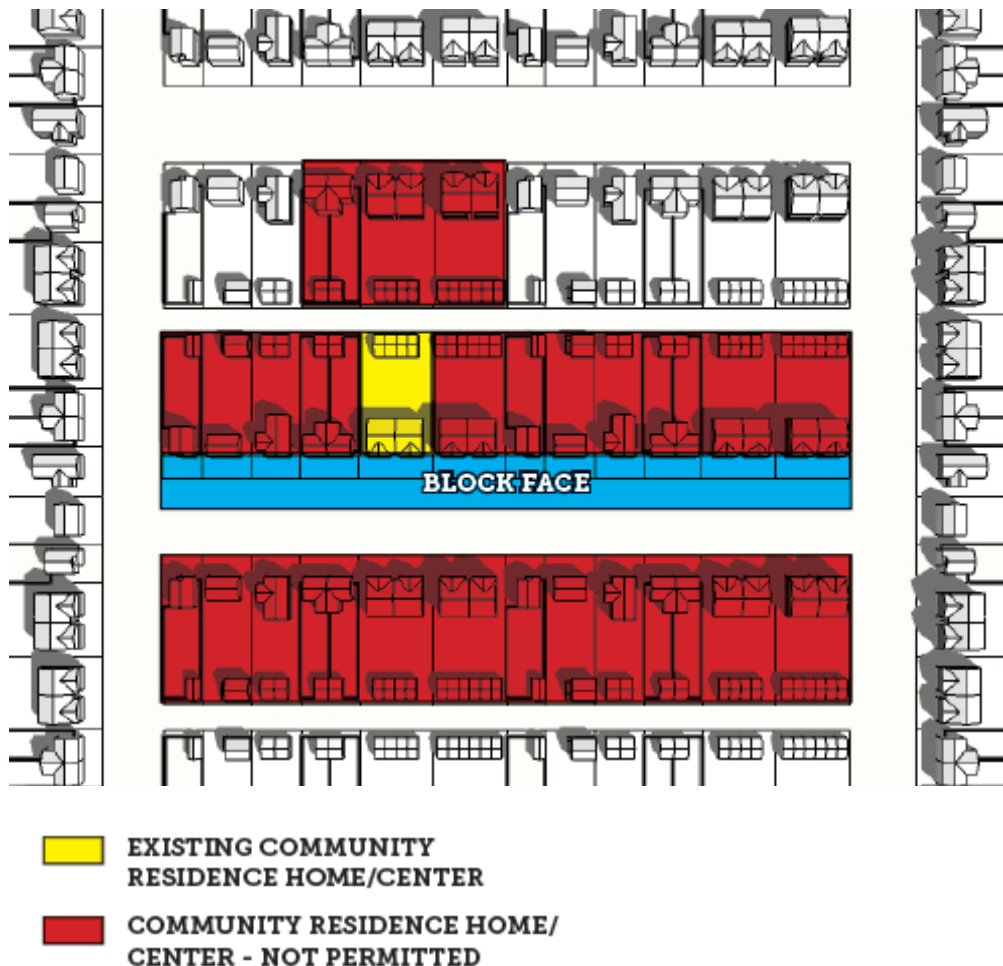 BLOCK FACE
EXISTING COMMUNITY
RESIDENCE HOME/CENTER
COMMUNITY RESIDENCE HOME/
CENTER - NOT PERMITTED